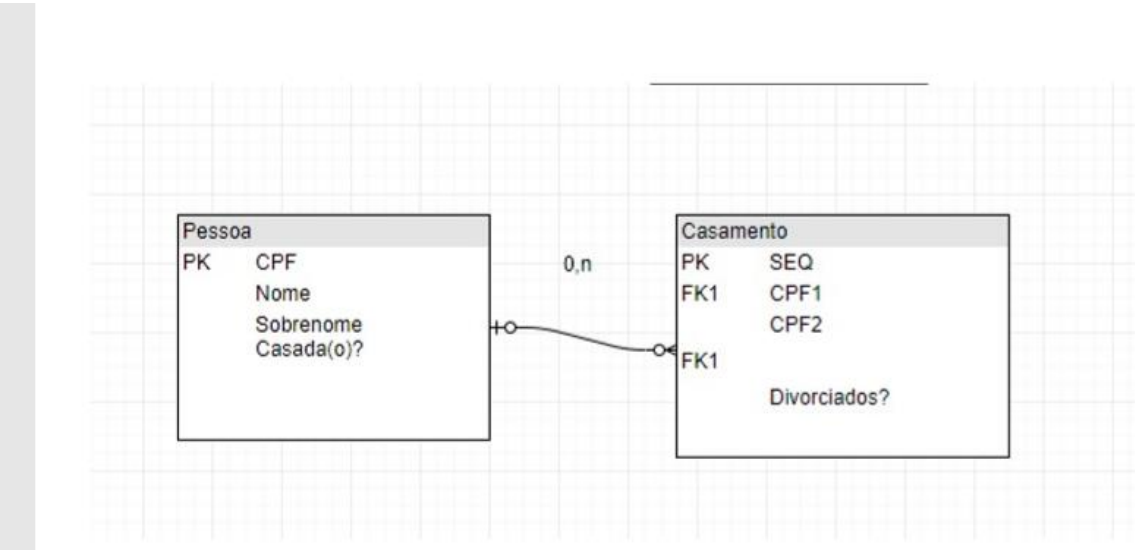 Pessoa
PK CPF
Nome
Sobrenome
Casada(o)?
0,n
Casamento
PK SEQ
FK1 CPF1
CPF2
FK1
Divorciados?